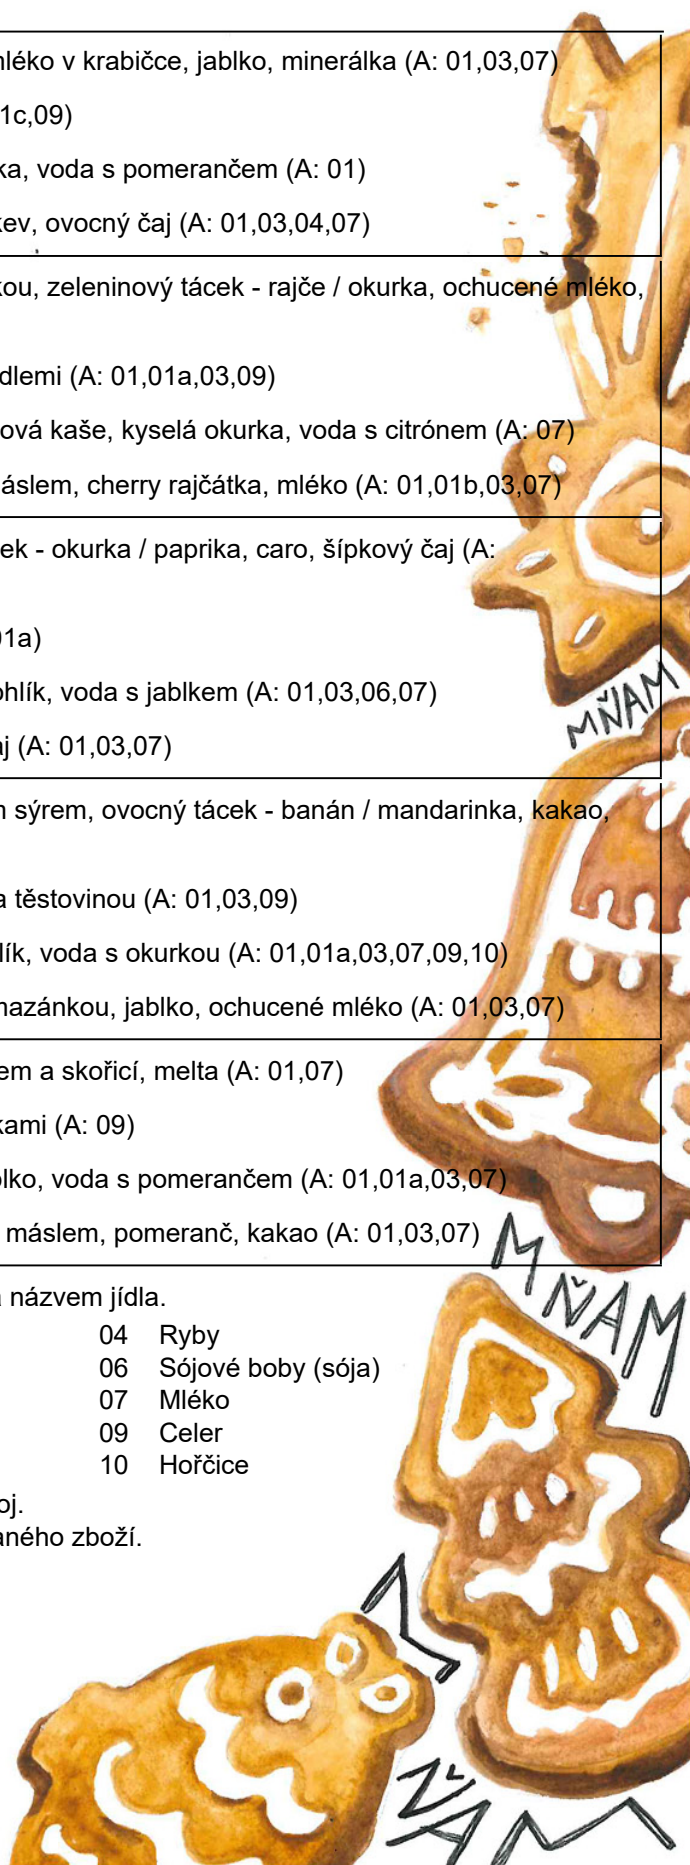 mléko v krabičce, jablko, minerálka (A: 01,03,07)
1c,09)
ka, voda s pomerančem (A: 01)
kev, ovocný čaj (A: 01,03,04,07)
kou, zeleninový tácek - rajče / okurka, ochucené mléko,
dlemi (A: 01,01a,03,09)
ová kaše, kyselá okurka, voda s citrónem (A: 07)
áslem, cherry rajčátka, mléko (A: 01,01b,03,07)
ek - okurka / paprika, caro, šípkový čaj (A:
01a)
ohlík, voda s jablkem (A: 01,03,06,07)
aj (A: 01,03,07)
MŇAM
m sýrem, ovocný tácek - banán / mandarinka, kakao,
a těstovinou (A: 01,03,09)
lík, voda s okurkou (A: 01,01a,03,07,09,10)
mazánkou, jablko, ochucené mléko (A: 01,03,07)
em a skořicí, melta (A: 01,07)
kami (A: 09)
olko, voda s pomerančem (A: 01,01a,03,07)
máslem, pomeranč, kakao (A: 01,03,07)
MŇAM
a názvem jídla.
04 Ryby
06 Sójové boby (sója)
07 Mléko
09 Celer
10 Hořčice
oj.
aného zboží.
ŇAM